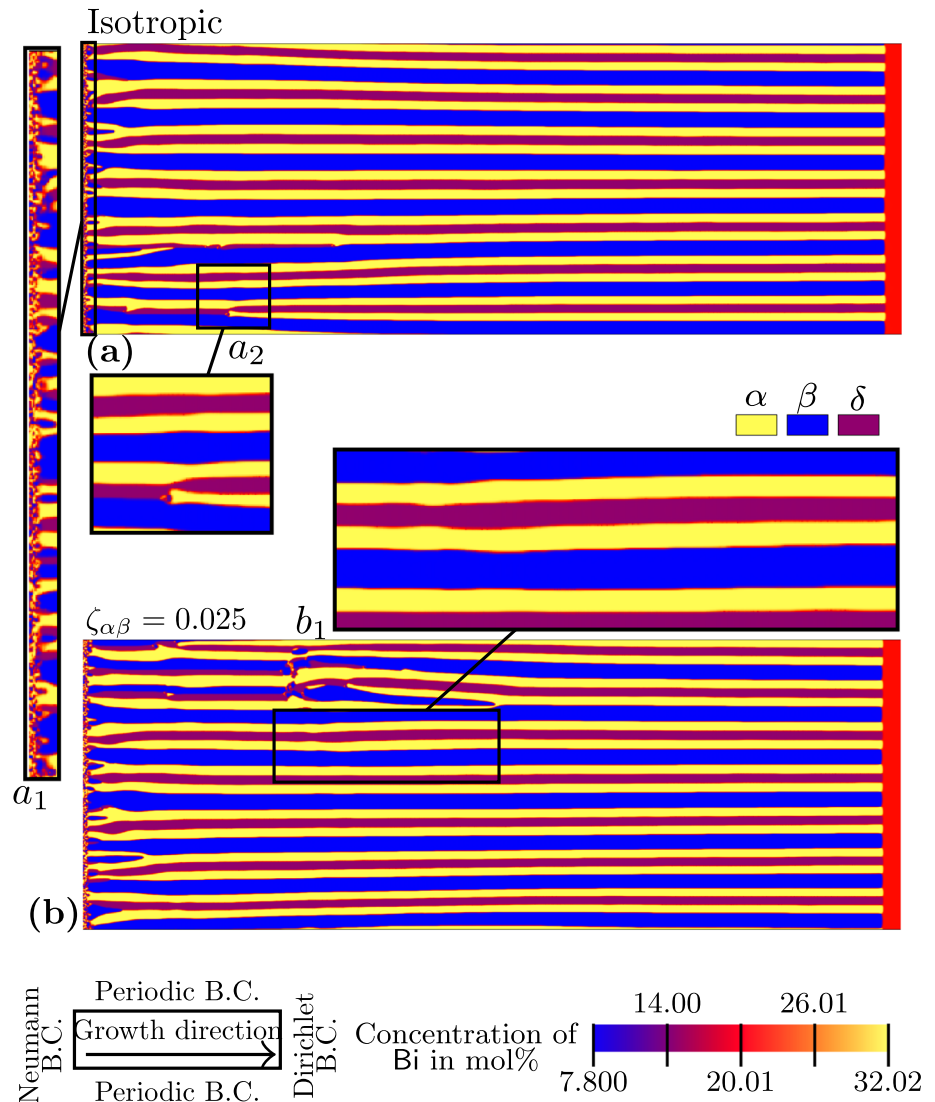 Isotropic
(a)
a₂
α β δ
ζαβ = 0.025
b₁
a₁
(b)
Periodic B.C.
Neumann
B.C.
Growth direction
Dirichlet
B.C.
Periodic B.C.
Concentration of
Bi in mol%
14.00 26.01
7.800 20.01 32.02